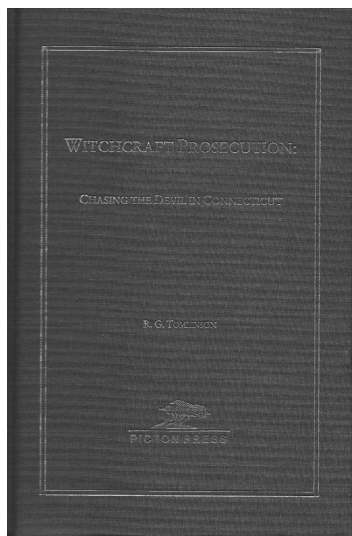 WITCHCRAFT PROSECUTION:
CHASING THE DEVIL IN CONNECTICUT
R. G. TOMLINSON
PICTON PRESS